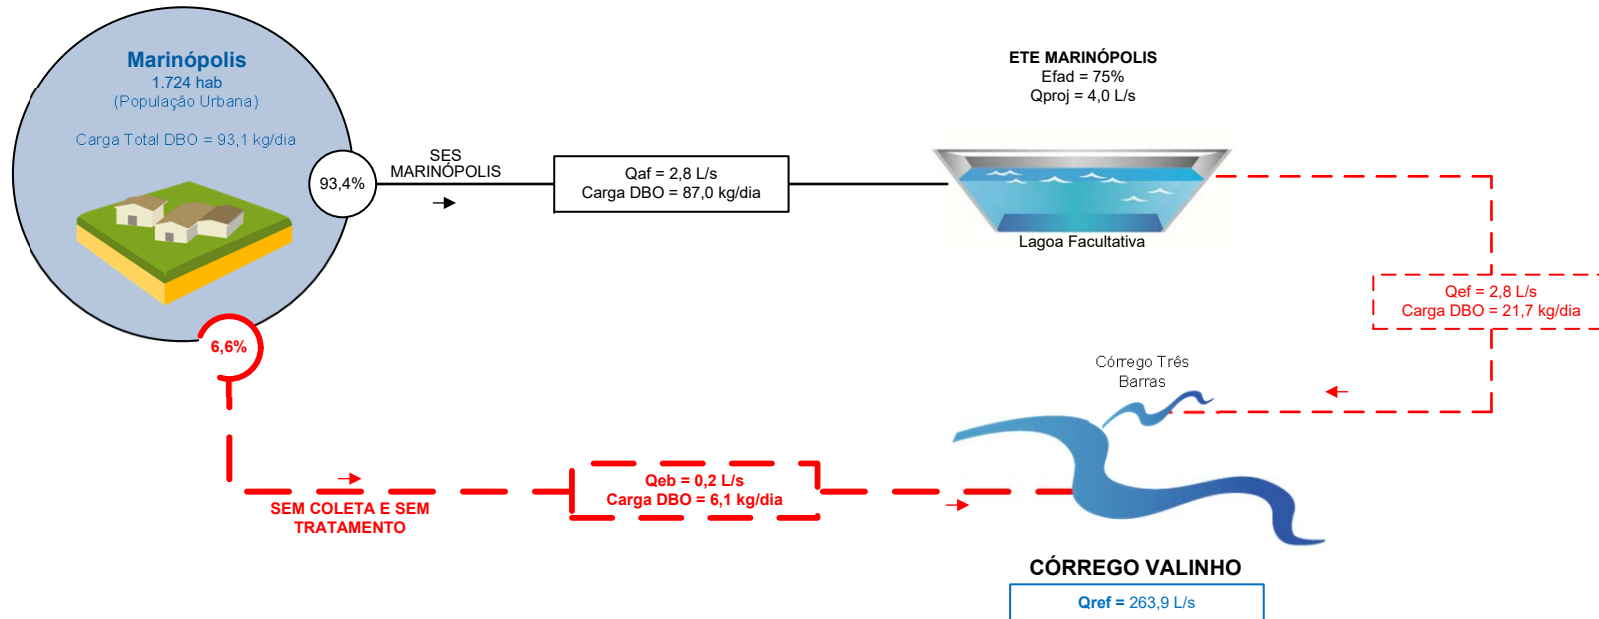 Marinópolis
1.724 hab
(População Urbana)
Carga Total DBO = 93,1 kg/dia
93,4%
SES
MARINÓPOLIS
Qaf = 2,8 L/s
Carga DBO = 87,0 kg/dia
ETE MARINÓPOLIS
Efad = 75%
Qproj = 4,0 L/s
Lagoa Facultativa
Qef = 2,8 L/s
Carga DBO = 21,7 kg/dia
6,6%
Córrego Três
Barras
SEM COLETA E SEM
TRATAMENTO
Qeb = 0,2 L/s
Carga DBO = 6,1 kg/dia
CÓRREGO VALINHO
Qref = 263,9 L/s